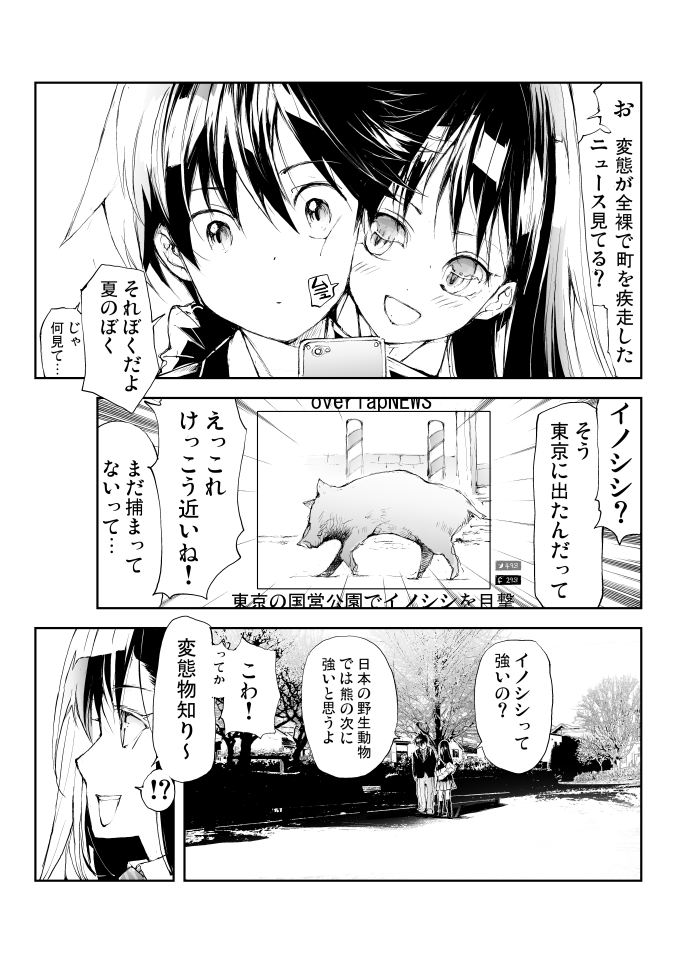 お
変態が全裸で町を疾走した
ニュース見てる?
それぼくだよ
夏のぼく
じゃ
何見て…
イノシシ?
そう
東京に出たんだって
overlapNEWS
493
293
東京の国営公園でイノシシを目撃
えっこれ
けっこう近いね!
まだ捕まって
ないって…
イノシシって
強いの?
日本の野生動物
では熊の次に
強いと思うよ
こわ!
ってか
変態物知り~
!?